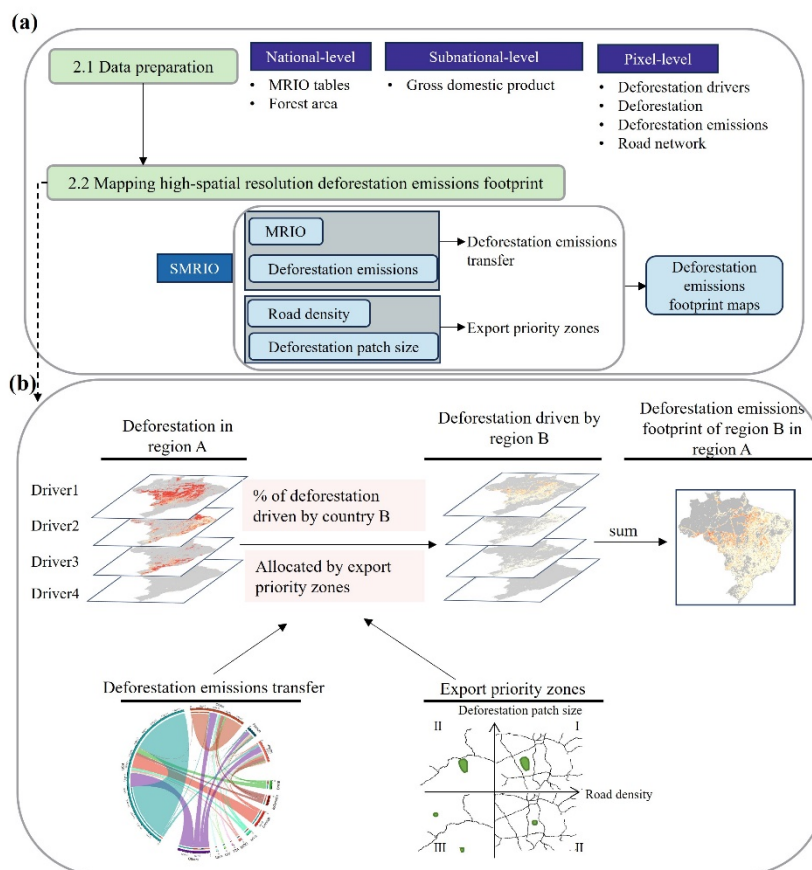 (a)
2.1 Data preparation
National-level
• MRIO tables
• Forest area
Subnational-level
• Gross domestic product
Pixel-level
• Deforestation drivers
• Deforestation
• Deforestation emissions
• Road network
2.2 Mapping high-spatial resolution deforestation emissions footprint
SMRIO
MRIO
Deforestation emissions
Deforestation emissions
transfer
Road density
Deforestation patch size
Export priority zones
Deforestation
emissions
footprint maps
(b)
Deforestation in
region A
Deforestation driven by
region B
Deforestation emissions
footprint of region B in
region A
Driver1
Driver2
Driver3
Driver4
% of deforestation
driven by country B
Allocated by export
priority zones
sum
Deforestation emissions transfer
Export priority zones
Deforestation patch size
II
I
Road density
III
II